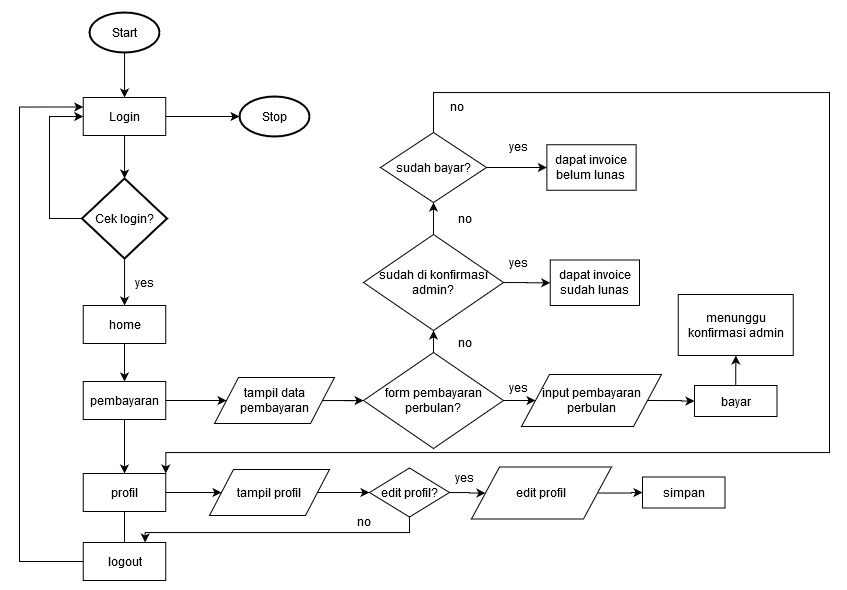 Start
Login
Stop
Cek login?
yes
home
pembayaran
tampil data
pembayaran
form pembayaran
perbulan?
yes
input pembayaran
perbulan
bayar
menunggu
konfirmasi admin
no
sudah di konfirmasi
admin?
yes
dapat invoice
sudah lunas
no
sudah bayar?
yes
dapat invoice
belum lunas
no
profil
tampil profil
edit profil?
yes
edit profil
simpan
no
logout